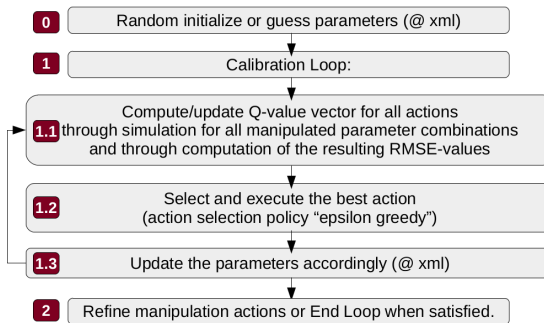 0 Random initialize or guess parameters (@ xml)
1 Calibration Loop:
Compute/update Q-value vector for all actions
1.1 through simulation for all manipulated parameter combinations
and through computation of the resulting RMSE-values
1.2 Select and execute the best action
(action selection policy “epsilon greedy”)
1.3 Update the parameters accordingly (@ xml)
2 Refine manipulation actions or End Loop when satisfied.